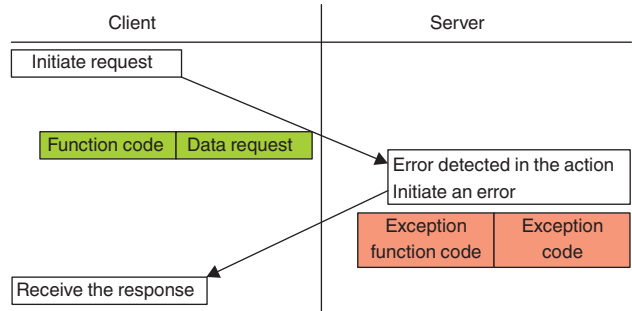 Client
Server
Initiate request
Function code
Data request
Error detected in the action
Initiate an error
Exception
function code
Exception
code
Receive the response